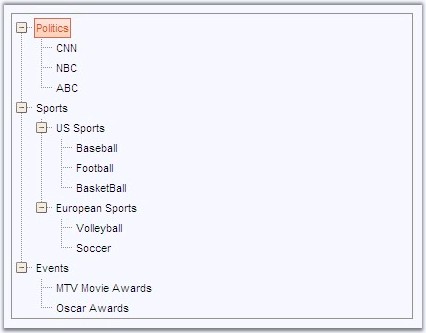 Politics
CNN
NBC
ABC
Sports
US Sports
Baseball
Football
BasketBall
European Sports
Volleyball
Soccer
Events
MTV Movie Awards
Oscar Awards